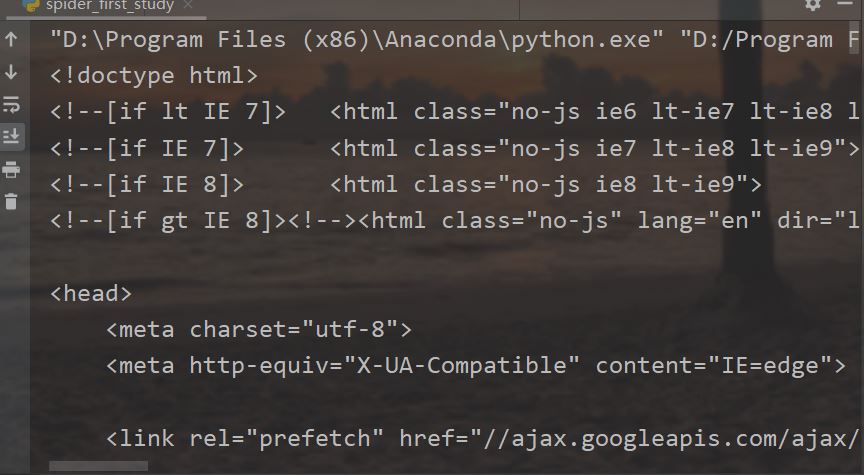 spider_first_study
"D:\Program Files (x86)\Anaconda\python.exe" "D:/Program F
<!doctype html>
<!--[if lt IE 7]>   <html class="no-js ie6 lt-ie7 lt-ie8 l
<!--[if IE 7]>      <html class="no-js ie7 lt-ie8 lt-ie9">
<!--[if IE 8]>      <html class="no-js ie8 lt-ie9">
<!--[if gt IE 8]><!--><html class="no-js" lang="en" dir="l
<head>
    <meta charset="utf-8">
    <meta http-equiv="X-UA-Compatible" content="IE=edge">
    <link rel="prefetch" href="//ajax.googleapis.com/ajax/